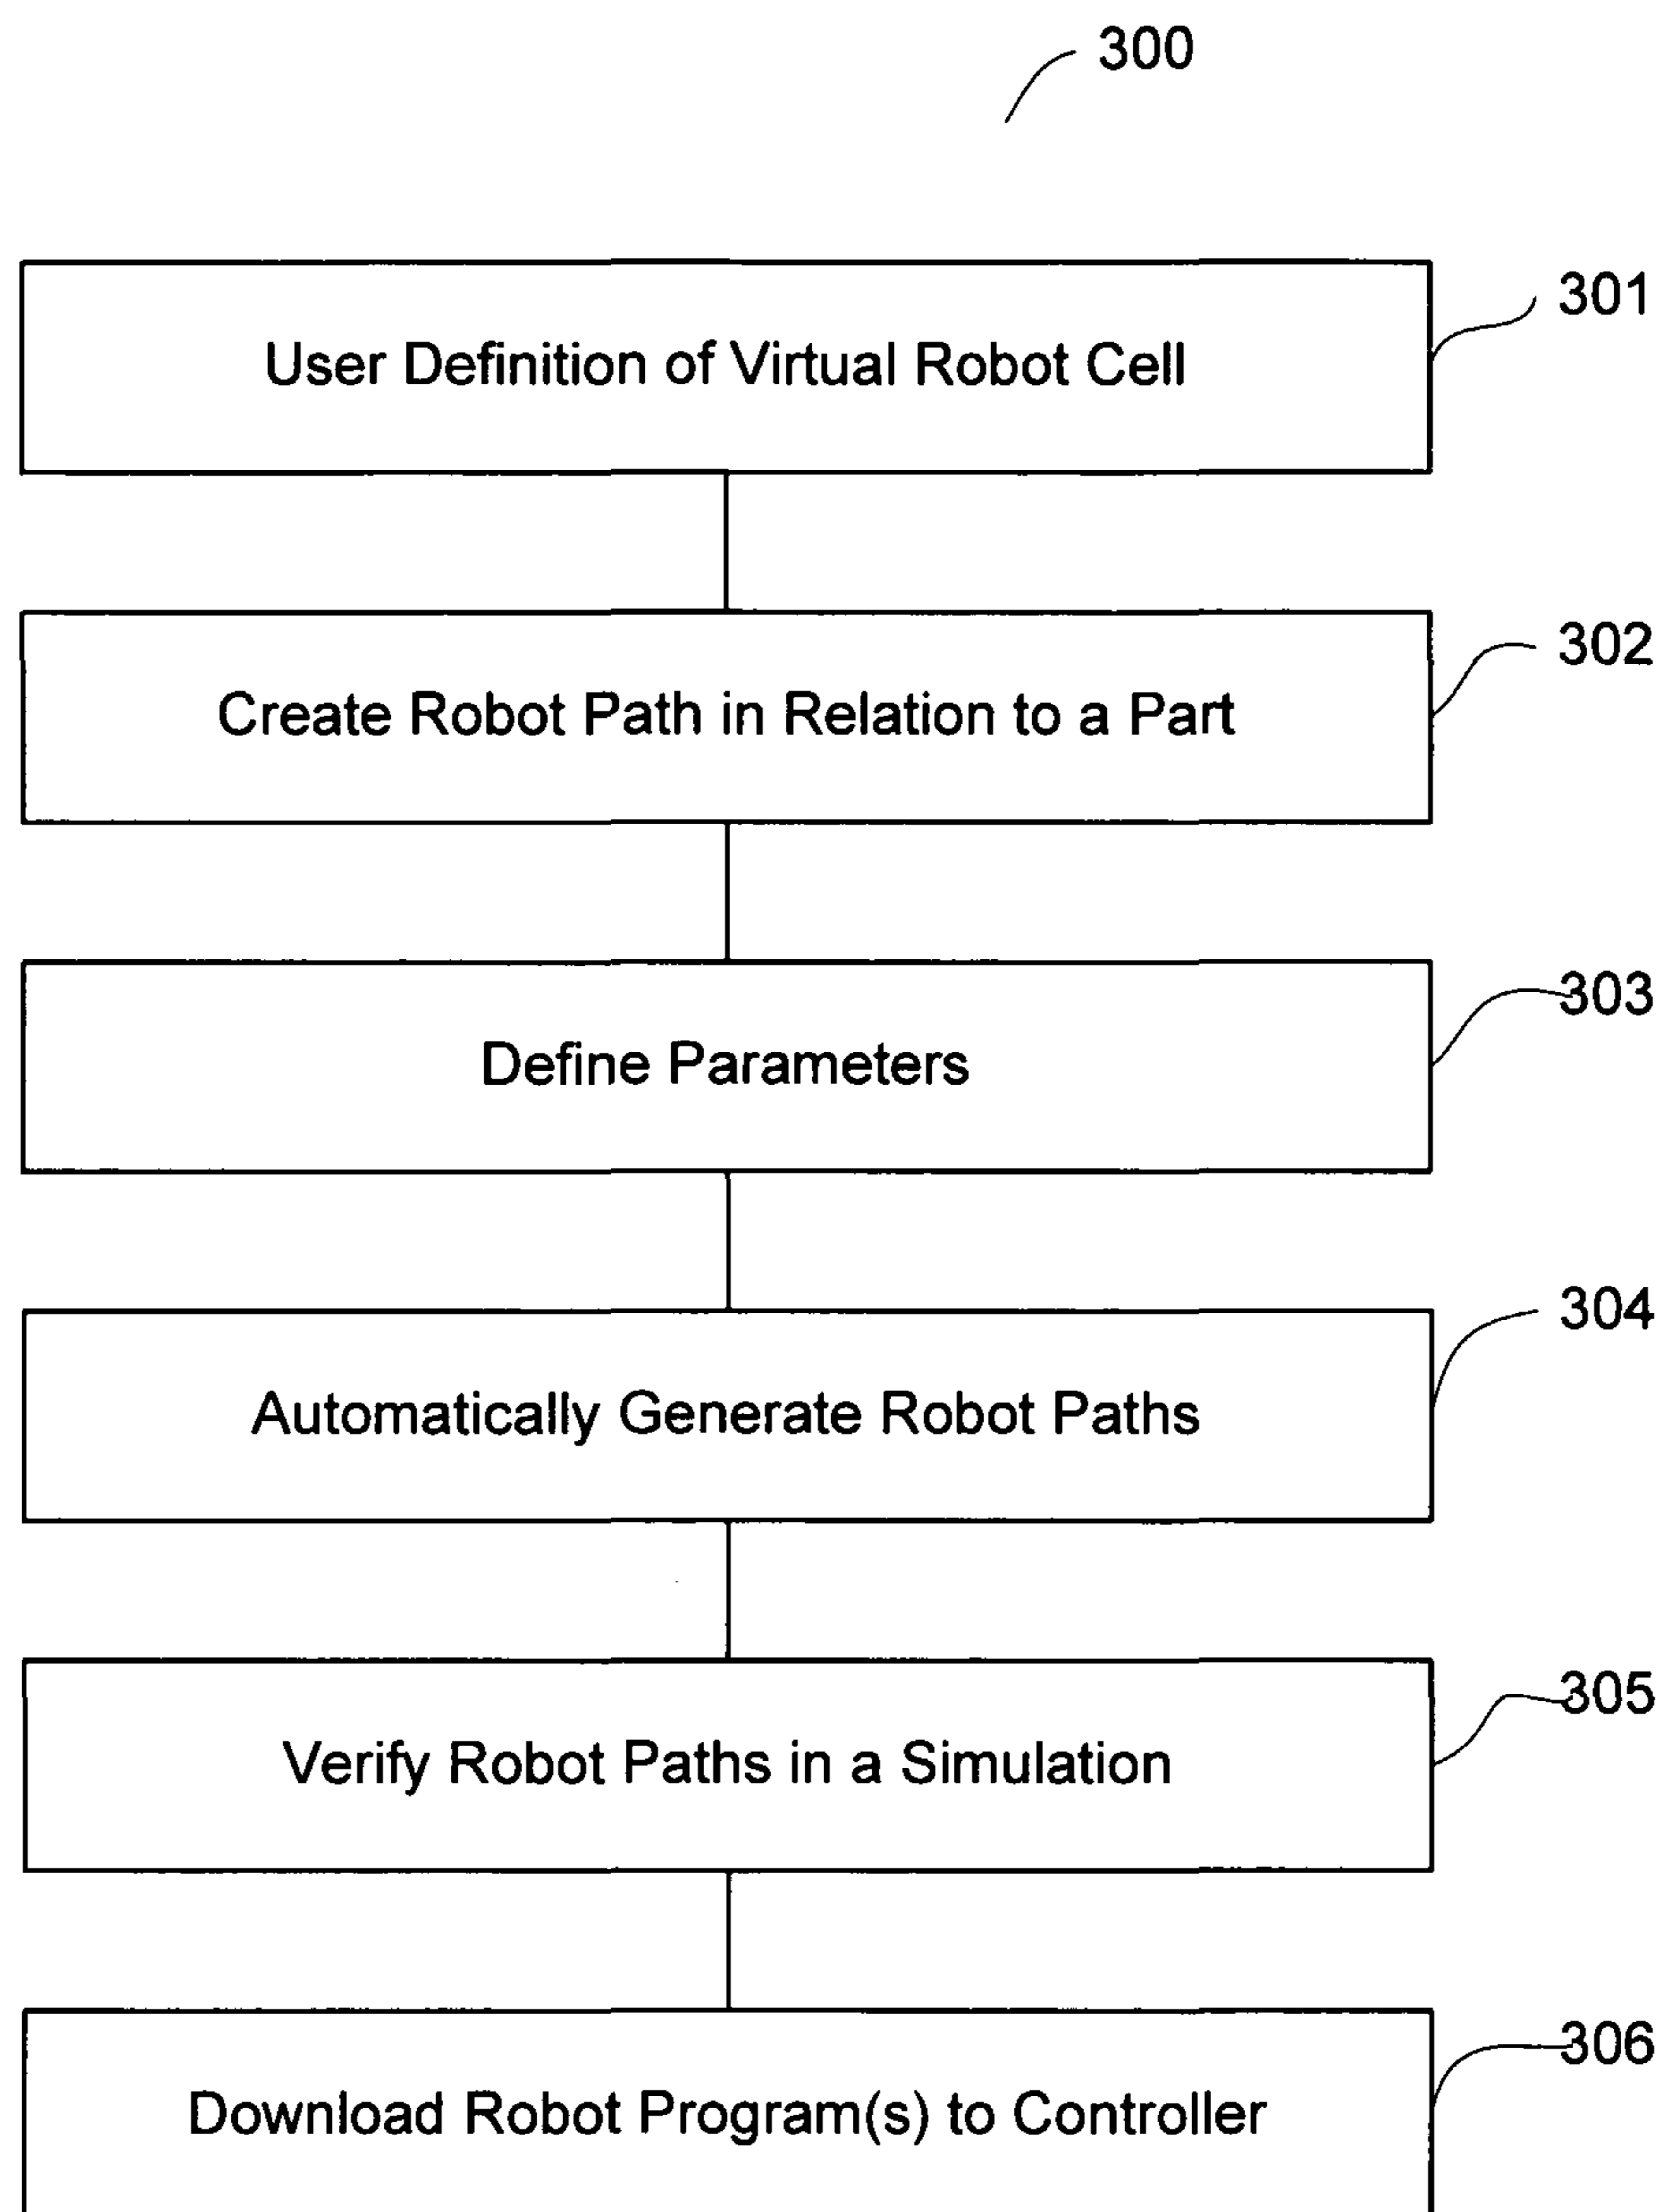 300
301
User Definition of Virtual Robot Cell
302
Create Robot Path in Relation to a Part
303
Define Parameters
304
Automatically Generate Robot Paths
305
Verify Robot Paths in a Simulation
306
Download Robot Program(s) to Controller